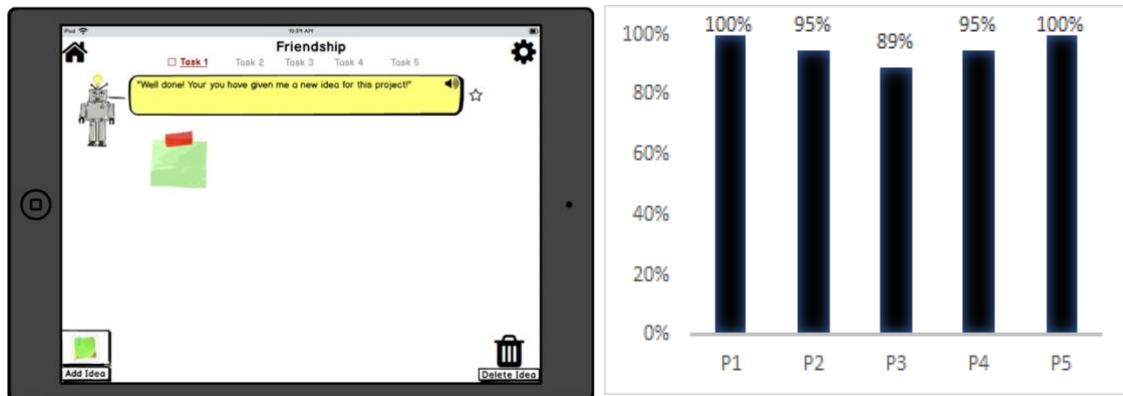 iPod 10:59 AM
Friendship
Task 1 Task 2 Task 3 Task 4 Task 5
"Well done! Your you have given me a new idea for this project!"
Add Idea
Delete Idea
100% 95% 89% 95% 100%
100%
80%
60%
40%
20%
0%
P1 P2 P3 P4 P5